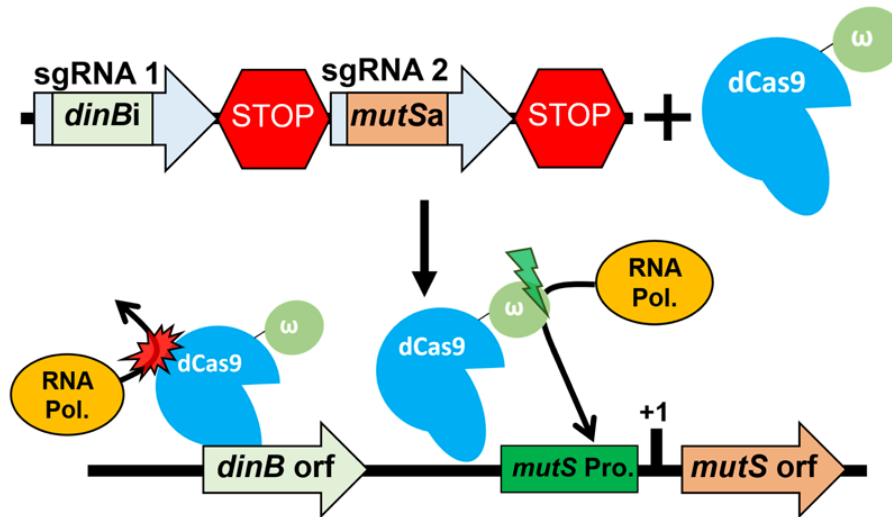 sgRNA 1
dinBi
STOP
sgRNA 2
mutSa
STOP
+
dCas9
ω
RNA
Pol.
dCas9
ω
dCas9
ω
RNA
Pol.
dinB orf
mutS Pro.
+1
mutS orf